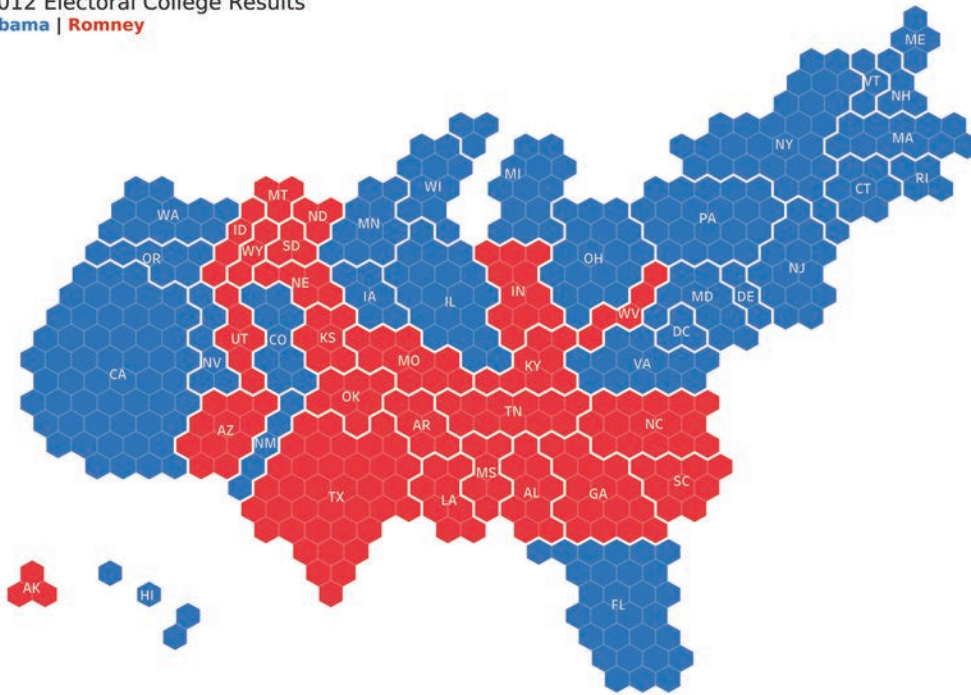 012 Electoral College Results
bama | Romney
ME
VT
NH
NY
MA
WI
MI
CT
RI
WA
MT
ND
MN
PA
ID
OR
WY
SD
OH
NJ
NE
IA
IL
IN
MD
DE
WV
DC
UT
CO
KS
NV
MO
KY
VA
CA
OK
TN
AZ
AR
NC
NM
MS
SC
TX
LA
AL
GA
AK
HI
FL